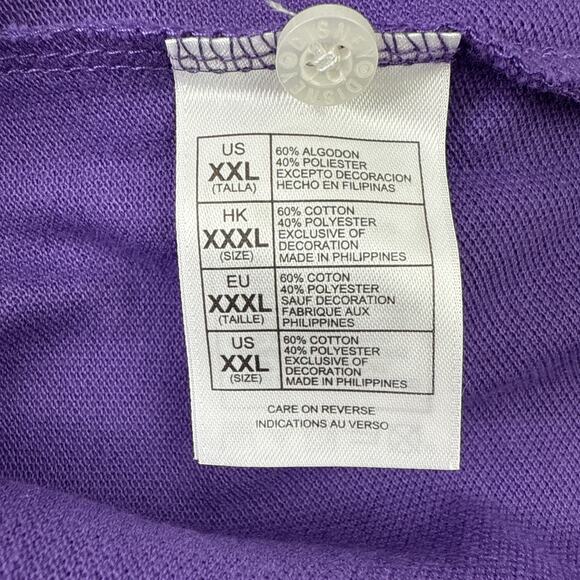 DISNEY DISNEY
US
XXL
(TALLA)
60% ALGODON
40% POLIESTER
EXCEPTO DECORACION
HECHO EN FILIPINAS
HK
XXXL
(SIZE)
60% COTTON
40% POLYESTER
EXCLUSIVE OF
DECORATION
MADE IN PHILIPPINES
EU
XXXL
(TAILLE)
60% COTON
40% POLYESTER
SAUF DECORATION
FABRIQUE AUX
PHILIPPINES
US
XXL
(SIZE)
60% COTTON
40% POLYESTER
EXCLUSIVE OF
DECORATION
MADE IN PHILIPPINES
CARE ON REVERSE
INDICATIONS AU VERSO